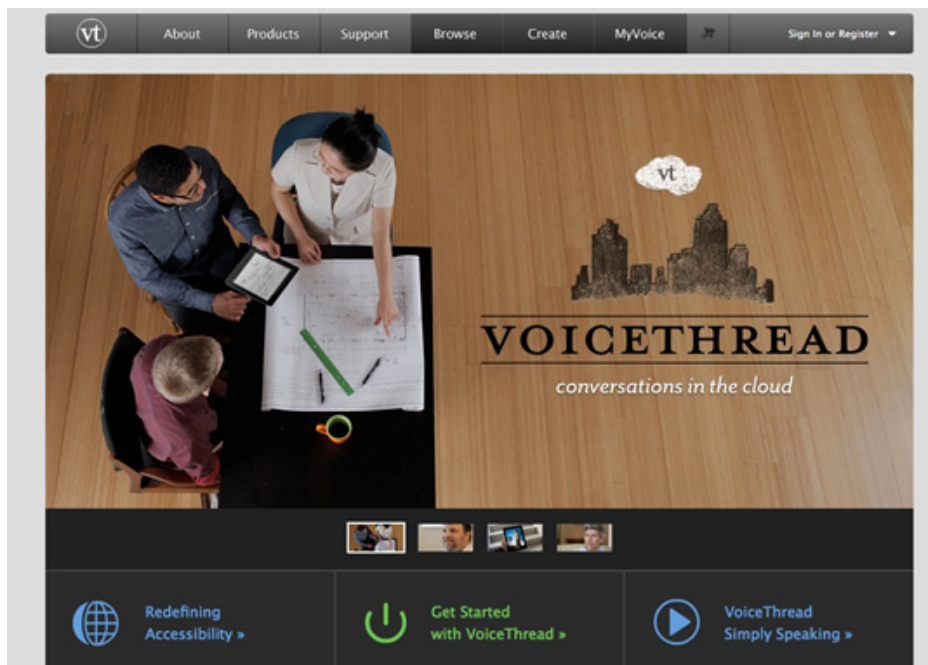 vt
About
Products
Support
Browse
Create
MyVoice
Sign In or Register
vt
VOICETHREAD
conversations in the cloud
Redefining
Accessibility »
Get Started
with VoiceThread »
VoiceThread
Simply Speaking »